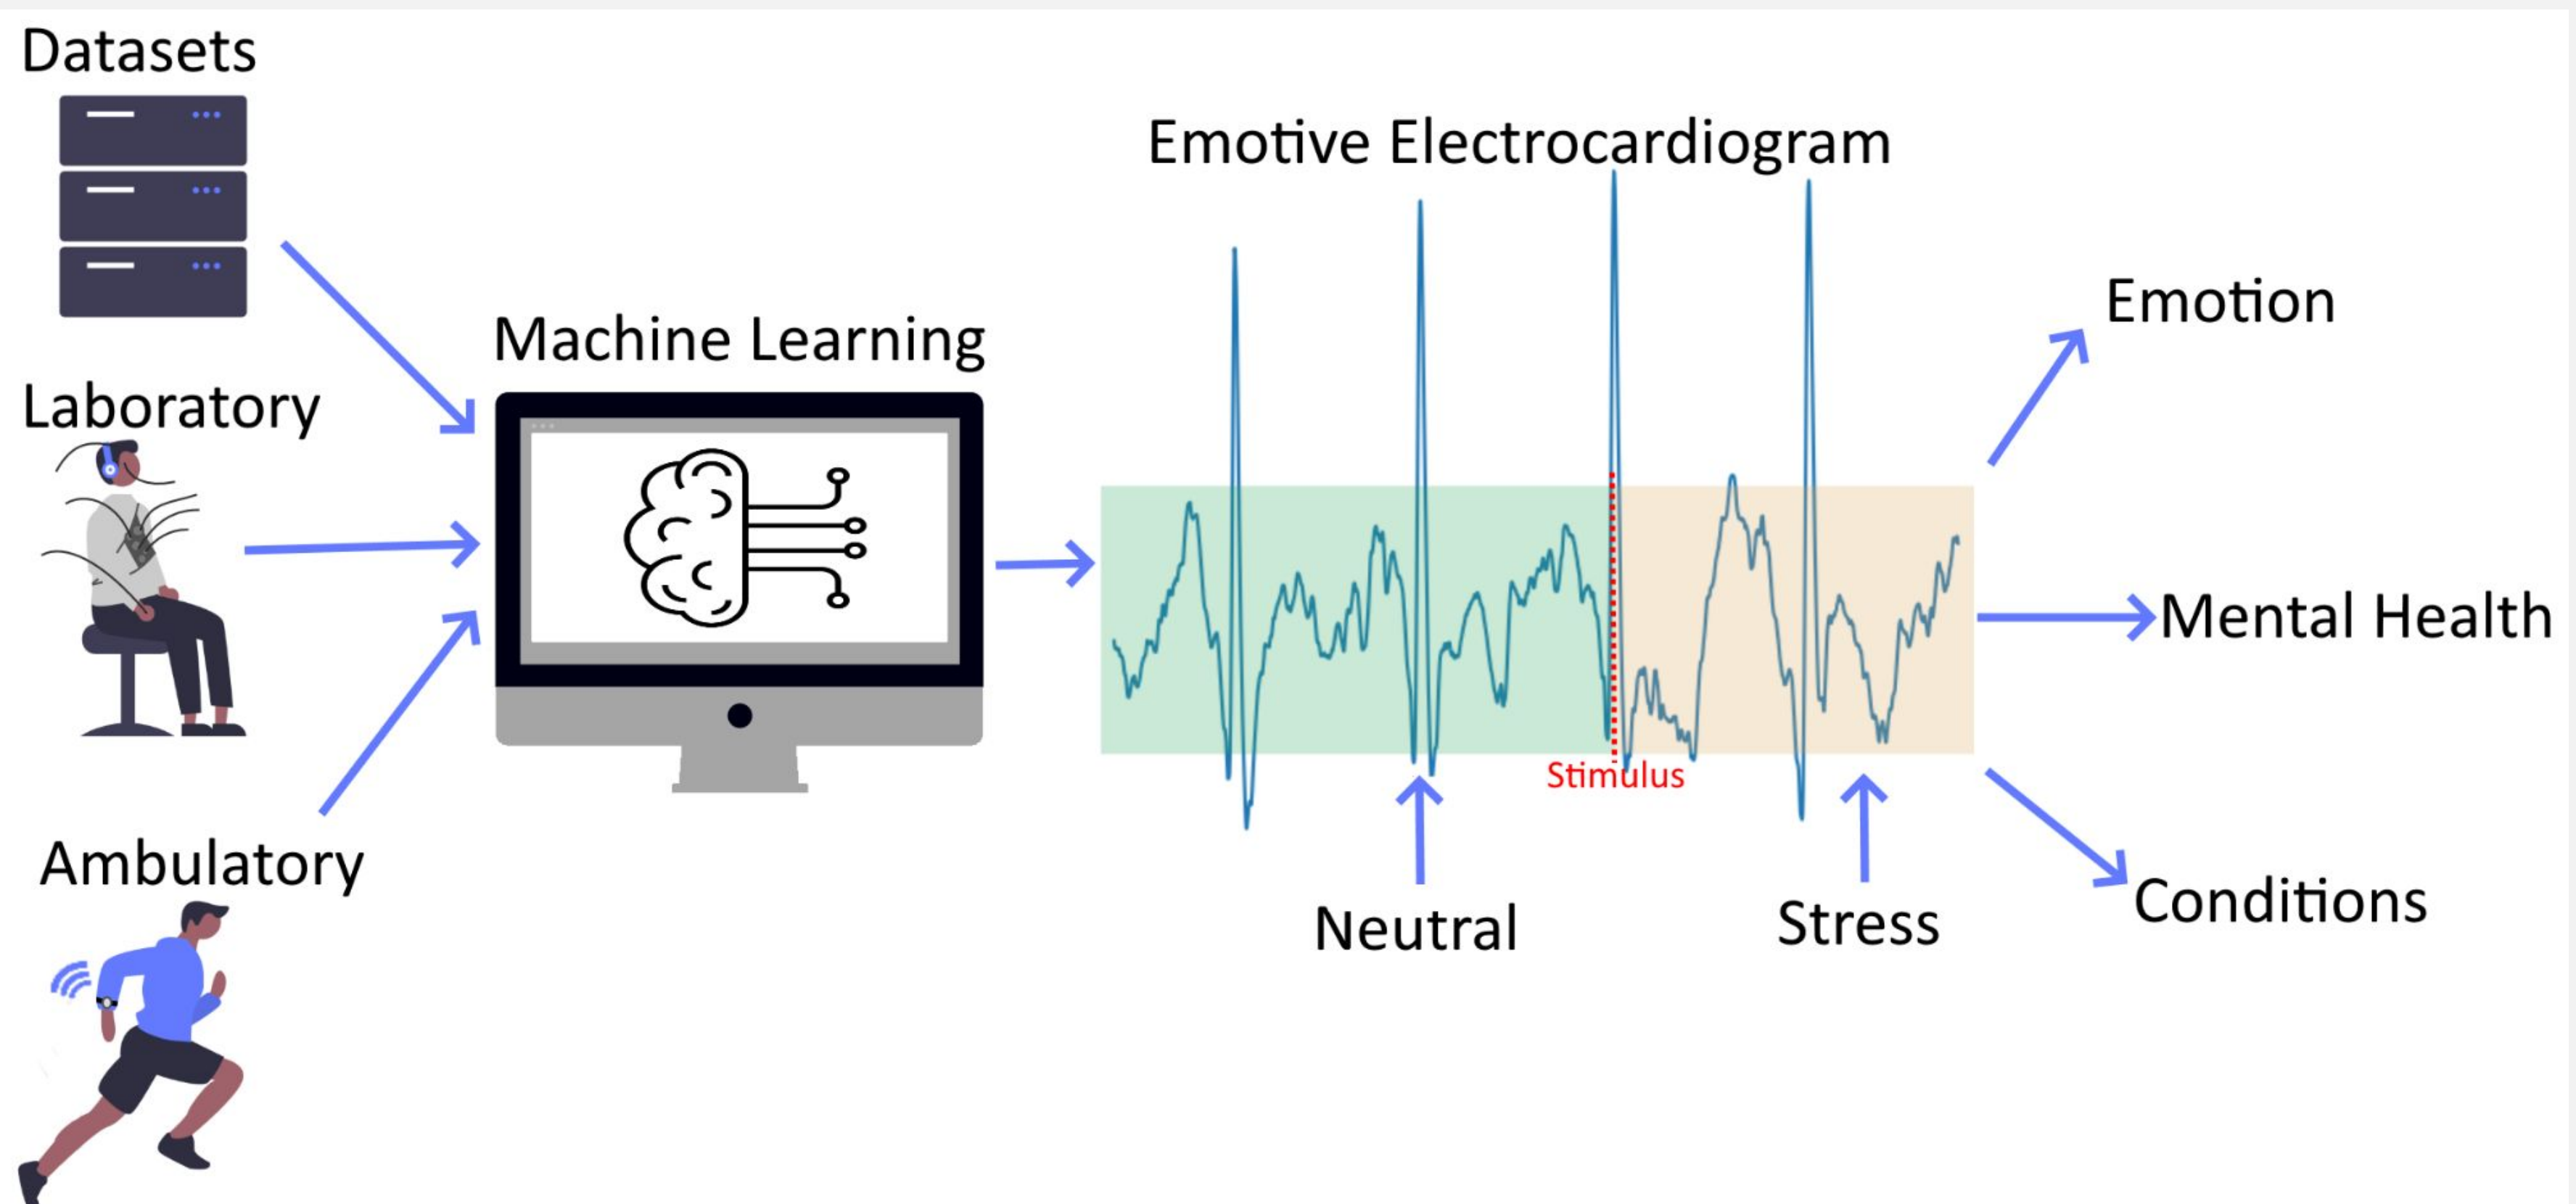 Datasets
Laboratory
Ambulatory
Machine Learning
Emotive Electrocardiogram
Stimulus
Neutral
Stress
Emotion
Mental Health
Conditions